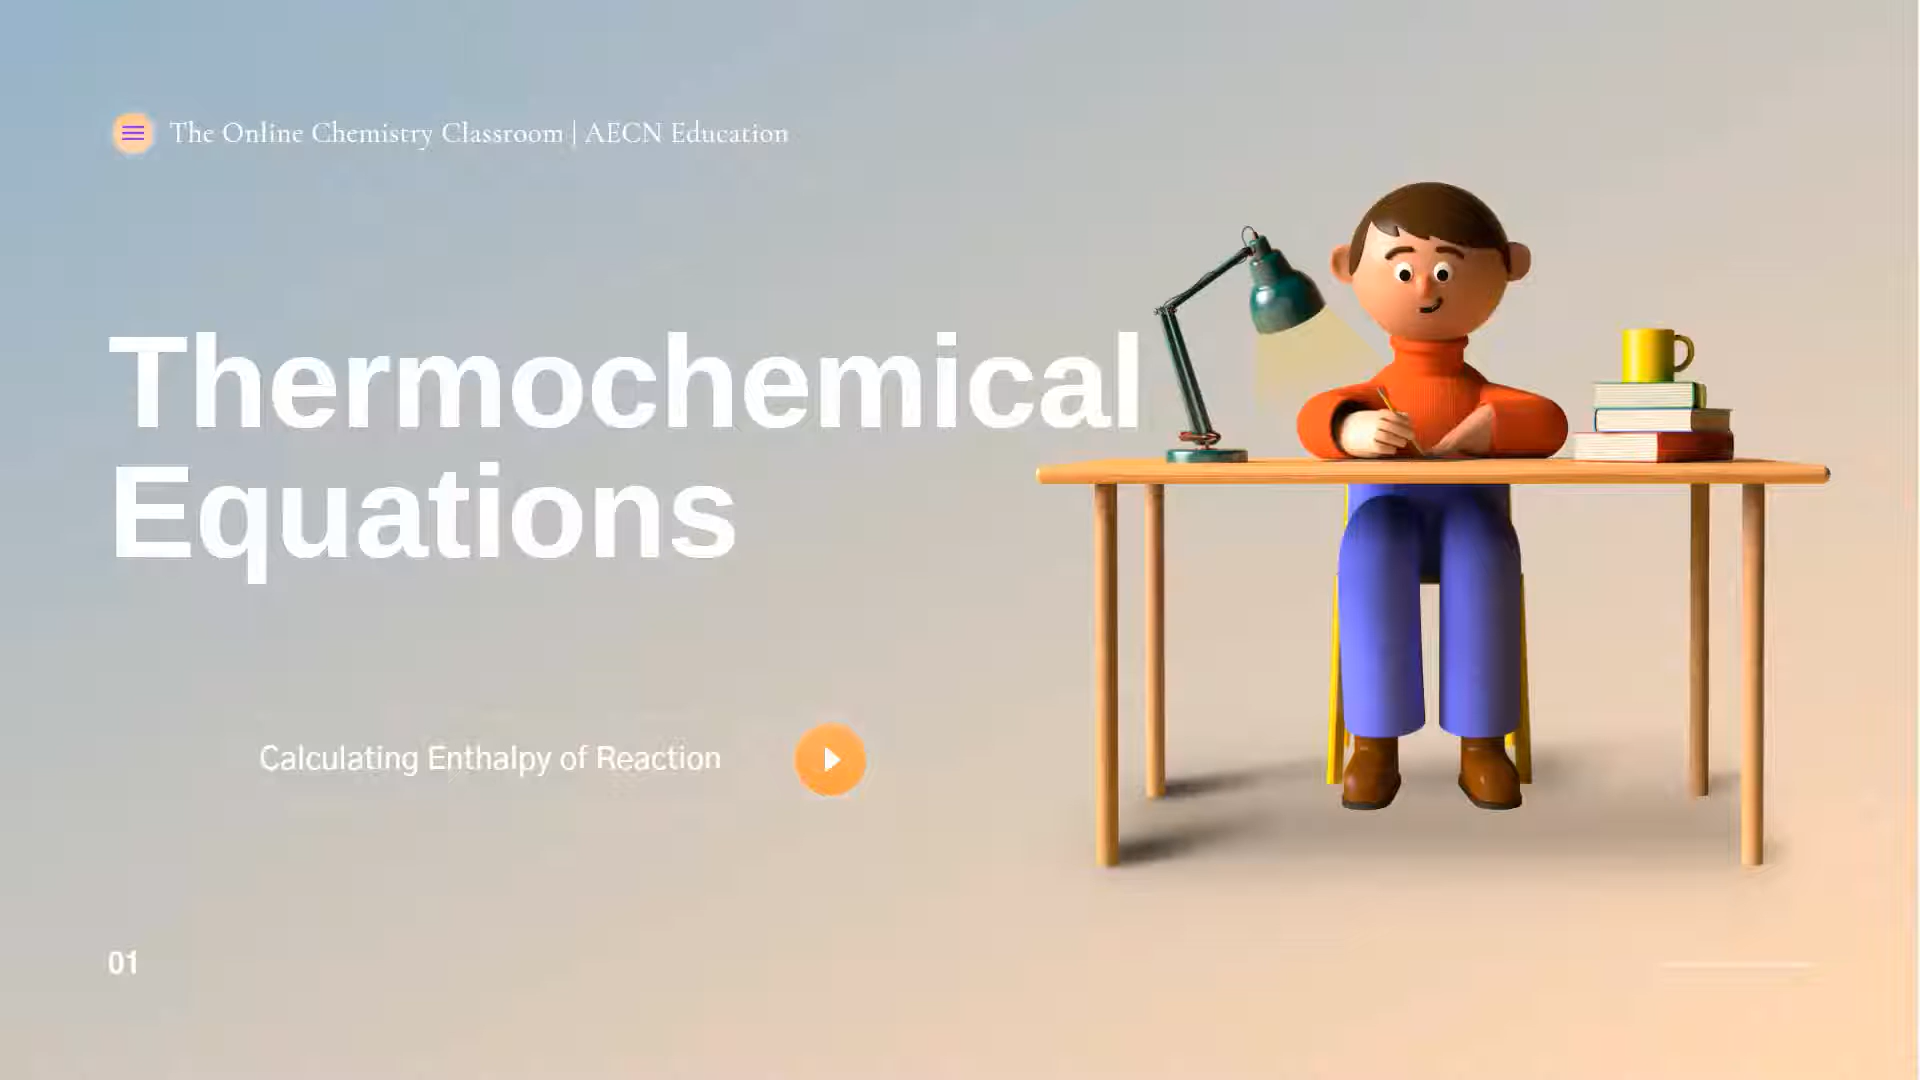 The Online Chemistry Classroom | AECN Education
Thermochemical
Equations
Calculating Enthalpy of Reaction
01